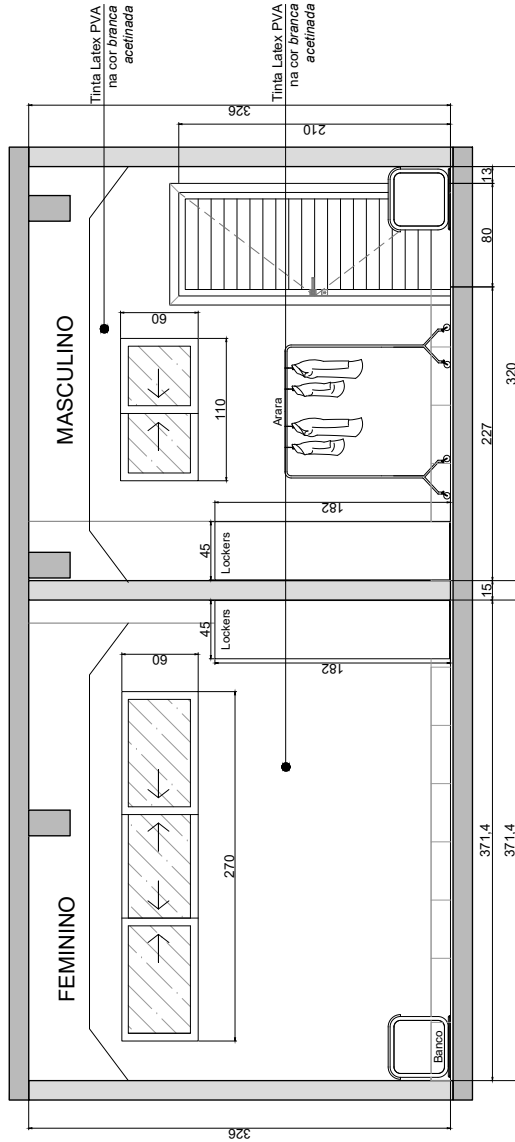 FEMININO
MASCULINO
Tinta Latex PVA
na cor branca
acetinada
Tinta Latex PVA
na cor branca
acetinada
60
270
60
110
Arara
45
Lockers
182
45
Lockers
182
Banco
326
326
210
371,4
15
227
80
13
371.4
320